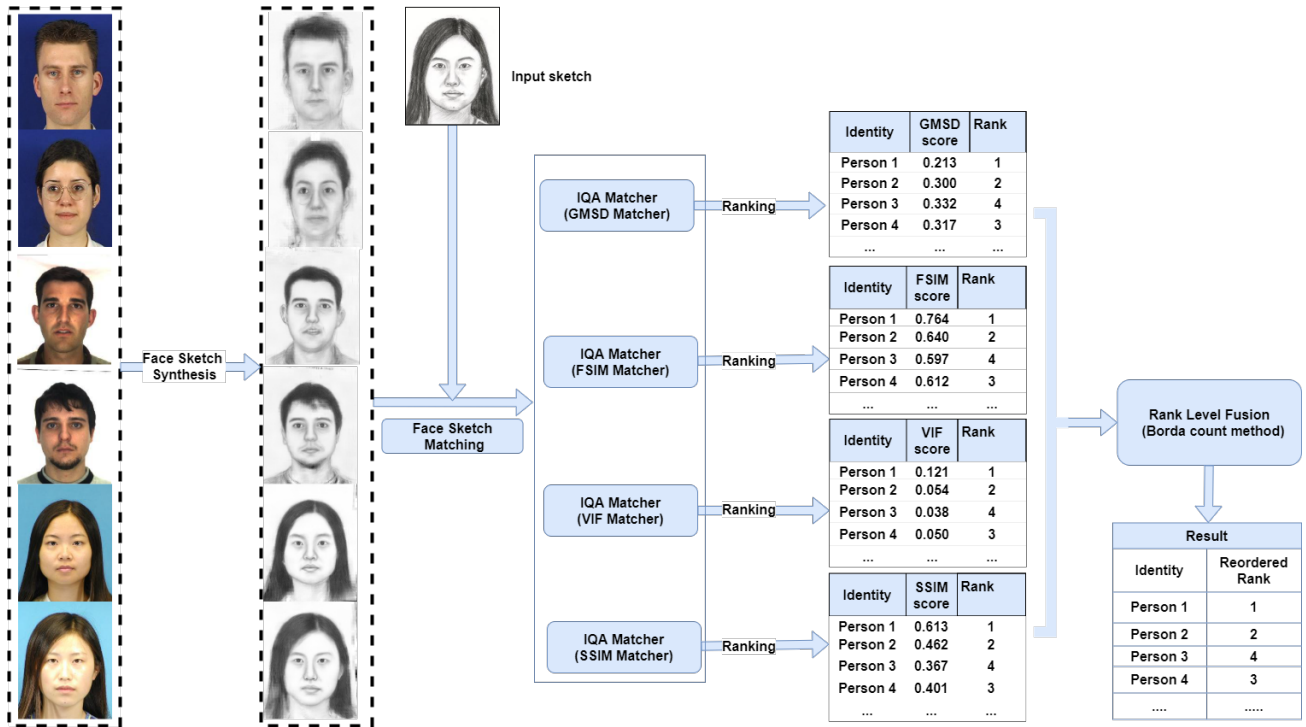 Input sketch
Face Sketch
Synthesis
Face Sketch
Matching
IQA Matcher
(GMSD Matcher)
IQA Matcher
(FSIM Matcher)
IQA Matcher
(VIF Matcher)
IQA Matcher
(SSIM Matcher)
Ranking
Ranking
Ranking
Ranking
Identity GMSD score Rank
Person 1 0.213 1
Person 2 0.300 2
Person 3 0.332 4
Person 4 0.317 3
... ... ...
Identity FSIM score Rank
Person 1 0.764 1
Person 2 0.640 2
Person 3 0.597 4
Person 4 0.612 3
... ... ...
Identity VIF score Rank
Person 1 0.121 1
Person 2 0.054 2
Person 3 0.038 4
Person 4 0.050 3
... ... ...
Identity SSIM score Rank
Person 1 0.613 1
Person 2 0.462 2
Person 3 0.367 4
Person 4 0.401 3
... ... ...
Rank Level Fusion
(Borda count method)
Result
Identity Reordered Rank
Person 1 1
Person 2 2
Person 3 4
Person 4 3
.... .....